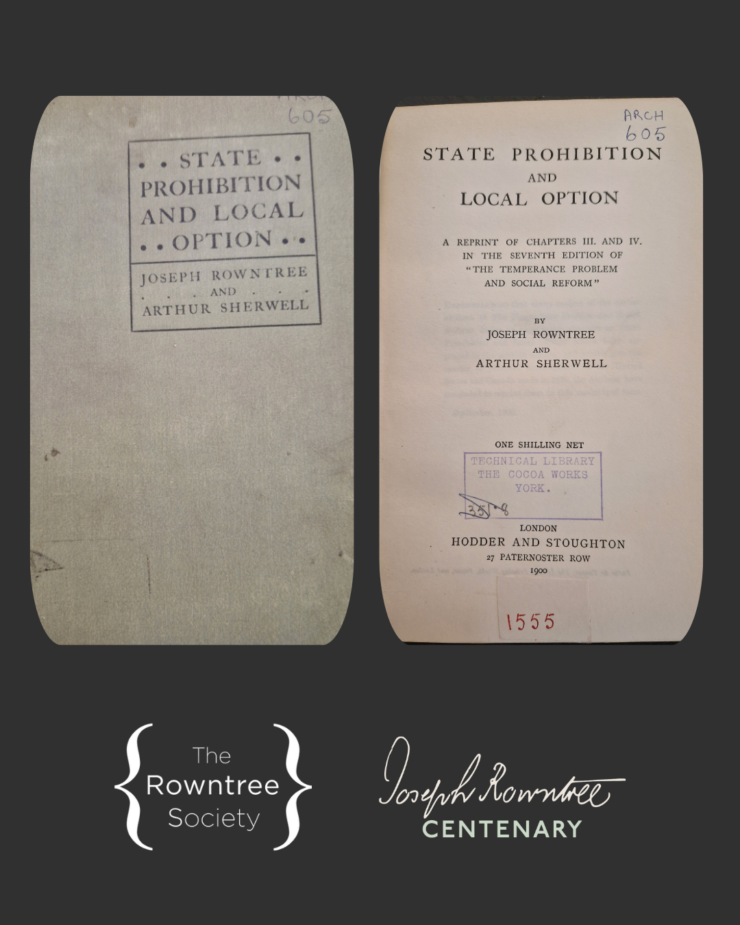 605
. . STATE . .
PROHIBITION
AND LOCAL
. . OPTION . .
JOSEPH ROWNTREE
. . . AND . . .
ARTHUR SHERWELL
ARCH
605
STATE PROHIBITION
AND
LOCAL OPTION
A REPRINT OF CHAPTERS III. AND IV.
IN THE SEVENTH EDITION OF
"THE TEMPERANCE PROBLEM
AND SOCIAL REFORM"
BY
JOSEPH ROWNTREE
AND
ARTHUR SHERWELL
ONE SHILLING NET
TECHNICAL LIBRARY
THE COCOA WORKS
YORK.
LONDON
HODDER AND STOUGHTON
27 PATERNOSTER ROW
1900
1555
The
Rowntree
Society
Joseph Rowntree
CENTENARY